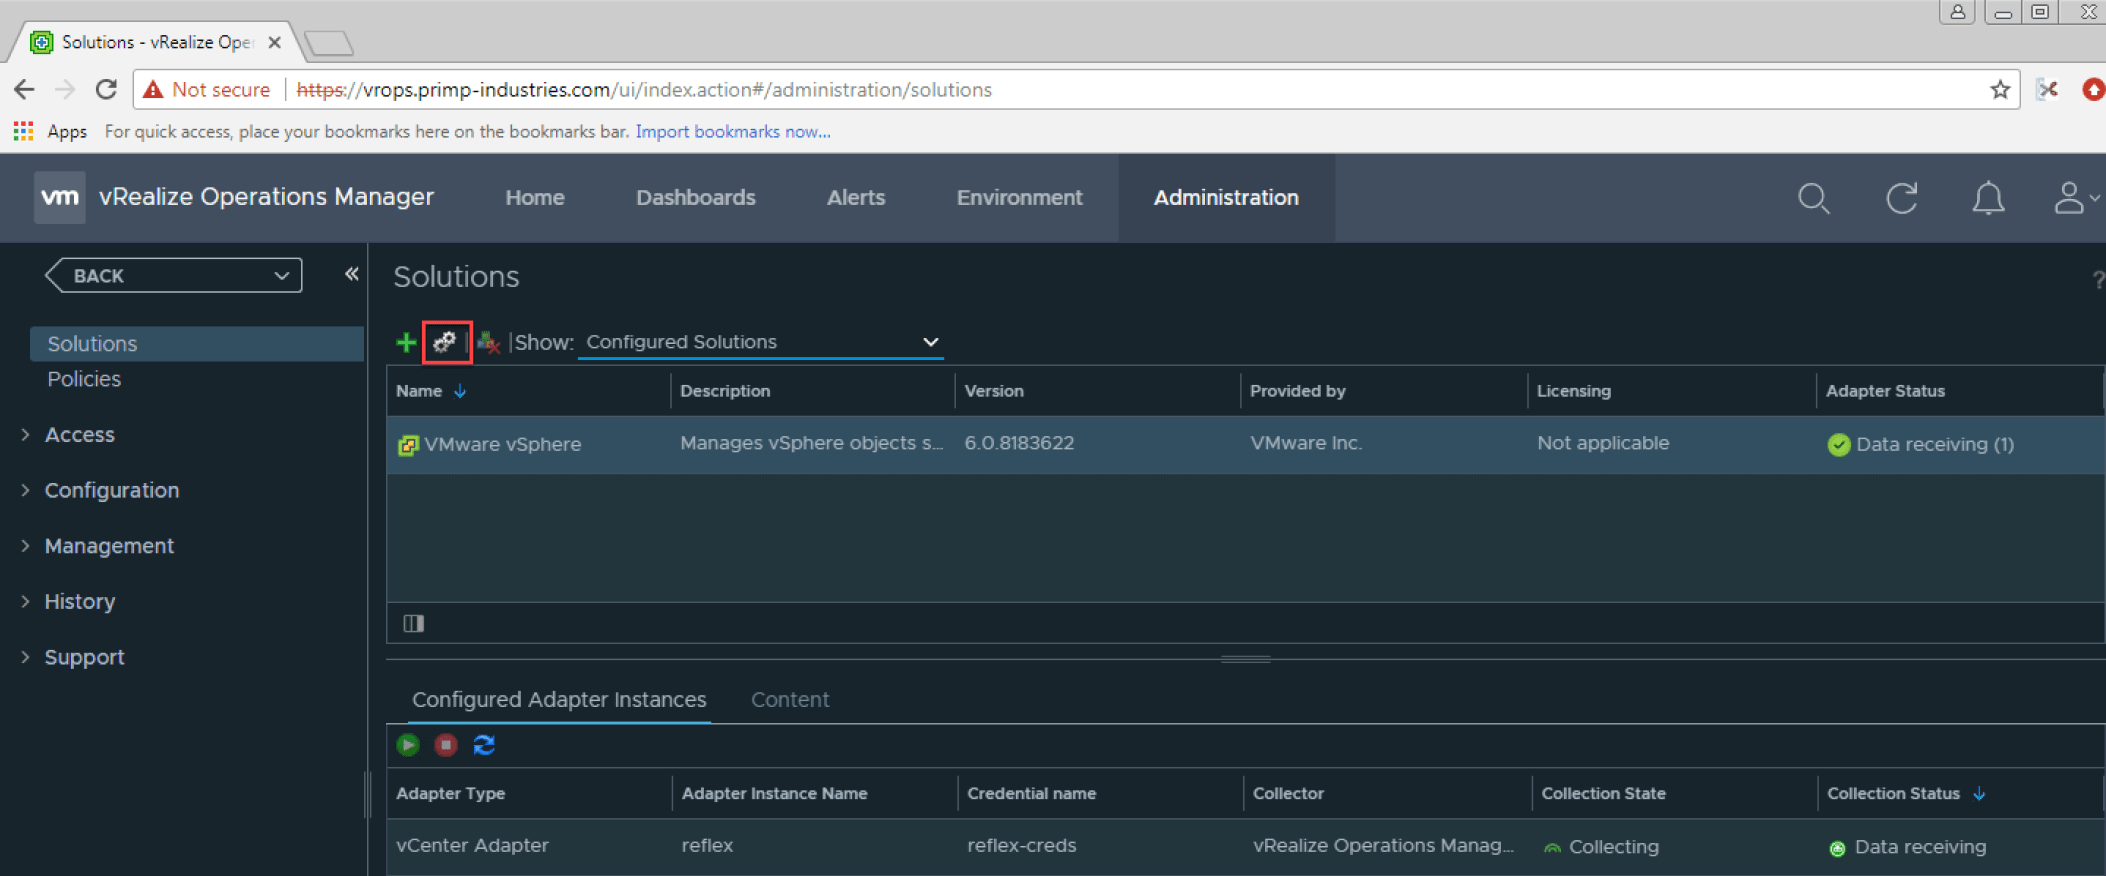 Solutions - vRealize Oper
Not secure https://vrops.primp-industries.com/ui/index.action#/administration/solutions
Apps For quick access, place your bookmarks here on the bookmarks bar. Import bookmarks now...
vm vRealize Operations Manager Home Dashboards Alerts Environment Administration
BACK «
Solutions
?
Solutions
Policies
Access
Configuration
Management
History
Support
Show: Configured Solutions
Name Description Version Provided by Licensing Adapter Status
VMware vSphere Manages vSphere objects s... 6.0.8183622 VMware Inc. Not applicable Data receiving (1)
Configured Adapter Instances Content
Adapter Type Adapter Instance Name Credential name Collector Collection State Collection Status
vCenter Adapter reflex reflex-creds vRealize Operations Manag... Collecting Data receiving